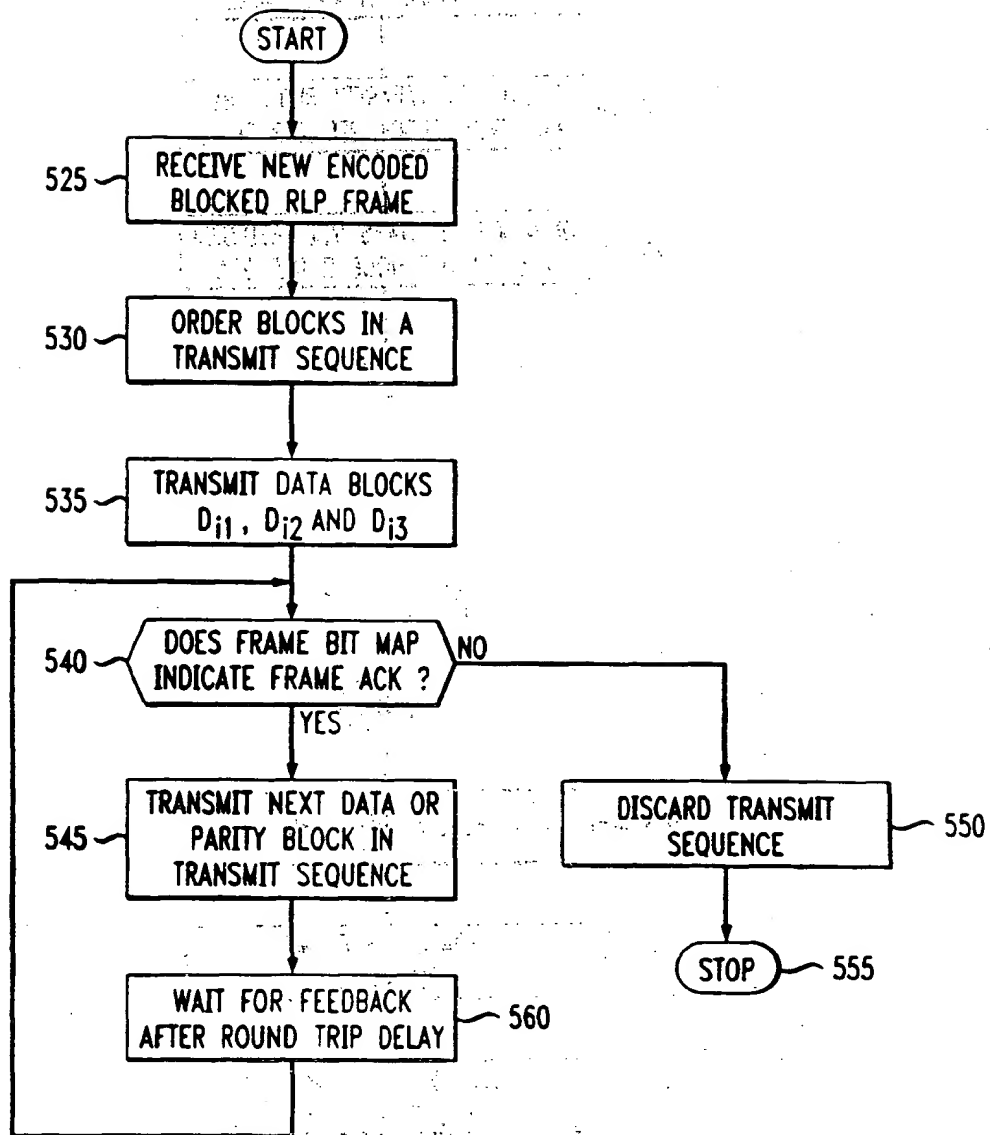 START
525
RECEIVE NEW ENCODED
BLOCKED RLP FRAME
530
ORDER BLOCKS IN A
TRANSMIT SEQUENCE
535
TRANSMIT DATA BLOCKS
Di1 , Di2 AND Di3
540
DOES FRAME BIT MAP
INDICATE FRAME ACK ?
NO
YES
545
TRANSMIT NEXT DATA OR
PARITY BLOCK IN
TRANSMIT SEQUENCE
DISCARD TRANSMIT
SEQUENCE
550
STOP
555
WAIT FOR FEEDBACK
AFTER ROUND TRIP DELAY
560